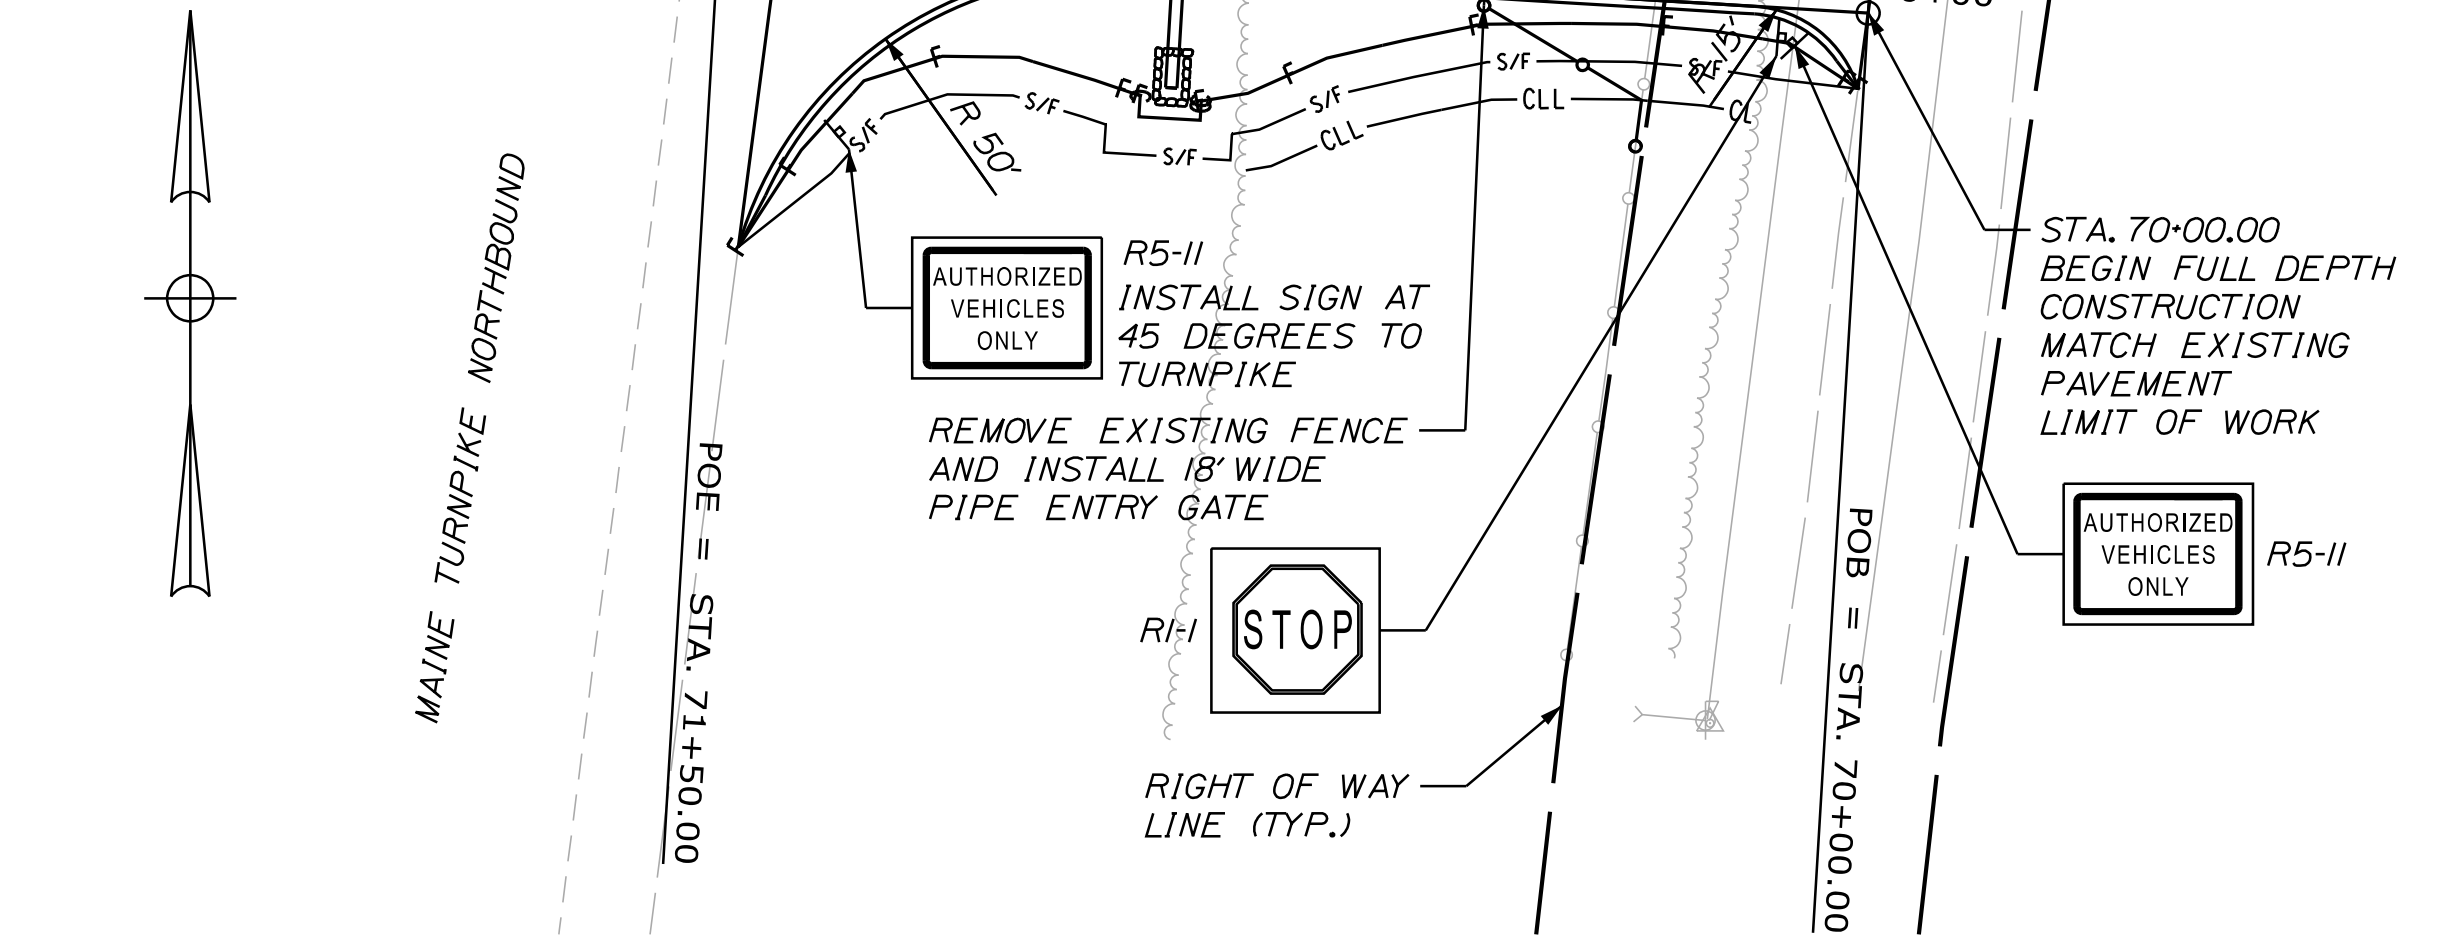 S/F
S/F
S/F
S/F
S/F
S/F
CLL
CLL
CL
F
F
F
F
F
F
R 50'
R 15'
MAINE TURNPIKE NORTHBOUND
AUTHORIZED
VEHICLES
ONLY
R5-11
INSTALL SIGN AT
45 DEGREES TO
TURNPIKE
REMOVE EXISTING FENCE
AND INSTALL 18' WIDE
PIPE ENTRY GATE
POE = STA. 71+50.00
R1-1
STOP
RIGHT OF WAY
LINE (TYP.)
STA. 70+00.00
BEGIN FULL DEPTH
CONSTRUCTION
MATCH EXISTING
PAVEMENT
LIMIT OF WORK
POB = STA. 70+00.00
AUTHORIZED
VEHICLES
ONLY
R5-11